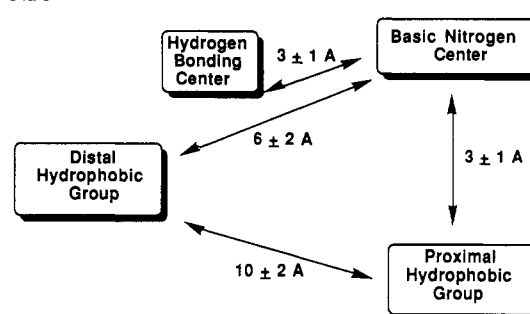 Hydrogen
Bonding
Center
3 ± 1 A
Basic Nitrogen
Center
6 ± 2 A
Distal
Hydrophobic
Group
3 ± 1 A
10 ± 2 A
Proximal
Hydrophobic
Group